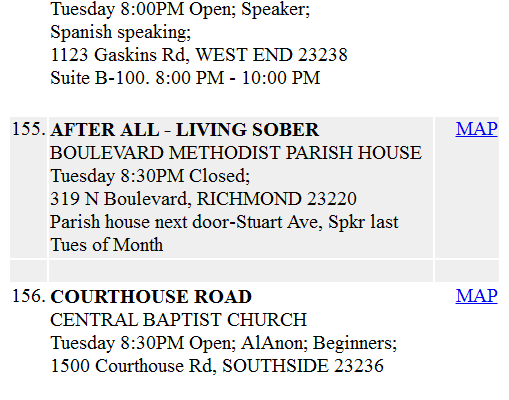 Tuesday 8:00PM Open; Speaker;
Spanish speaking;
1123 Gaskins Rd, WEST END 23238
Suite B-100. 8:00 PM - 10:00 PM
155. AFTER ALL - LIVING SOBER MAP
BOULEVARD METHODIST PARISH HOUSE
Tuesday 8:30PM Closed;
319 N Boulevard, RICHMOND 23220
Parish house next door-Stuart Ave, Spkr last
Tues of Month
156. COURTHOUSE ROAD MAP
CENTRAL BAPTIST CHURCH
Tuesday 8:30PM Open; AlAnon; Beginners;
1500 Courthouse Rd, SOUTHSIDE 23236